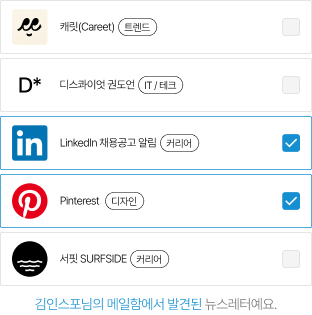 캐릿(Careet) 트렌드
D*
디스콰이엇 권도언 IT / 테크
in
LinkedIn 채용공고 알림 커리어
Pinterest 디자인
서핏 SURFSIDE 커리어
김인스포님의 메일함에서 발견된 뉴스레터예요.